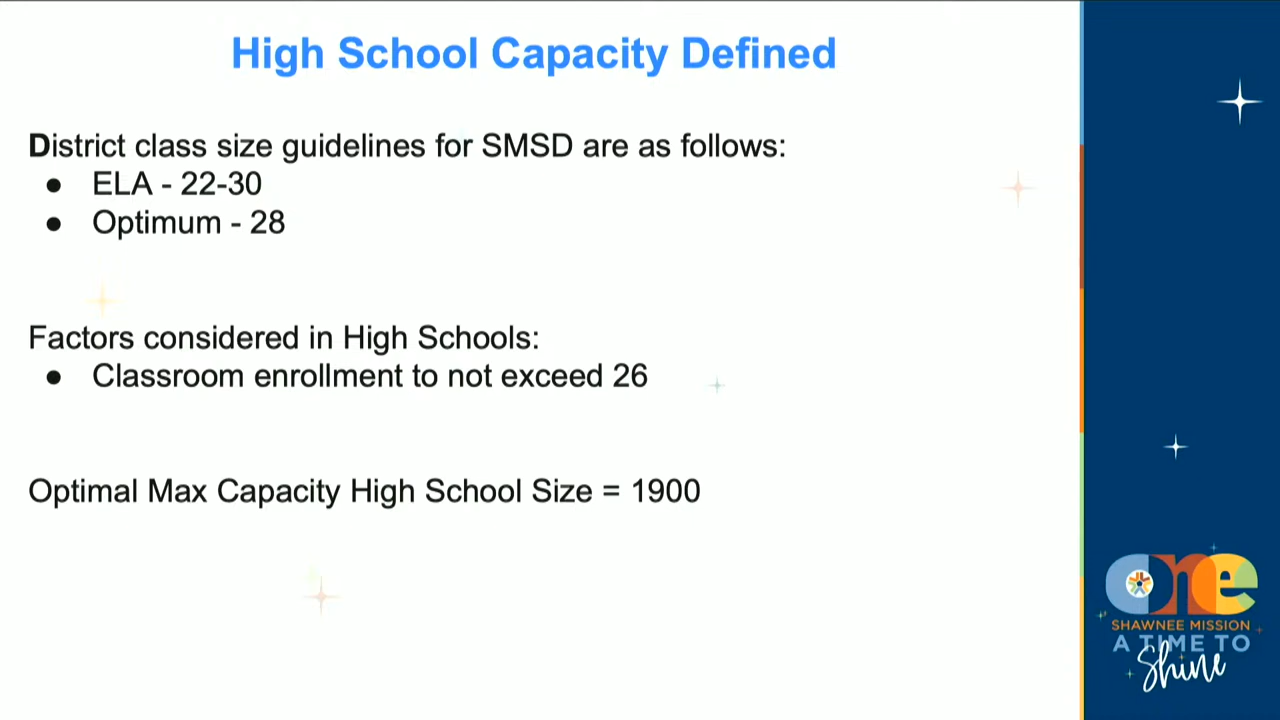 High School Capacity Defined
District class size guidelines for SMSD are as follows:
● ELA - 22-30
● Optimum - 28
Factors considered in High Schools:
● Classroom enrollment to not exceed 26
Optimal Max Capacity High School Size = 1900
one
SHAWNEE MISSION
A TIME TO
Shine